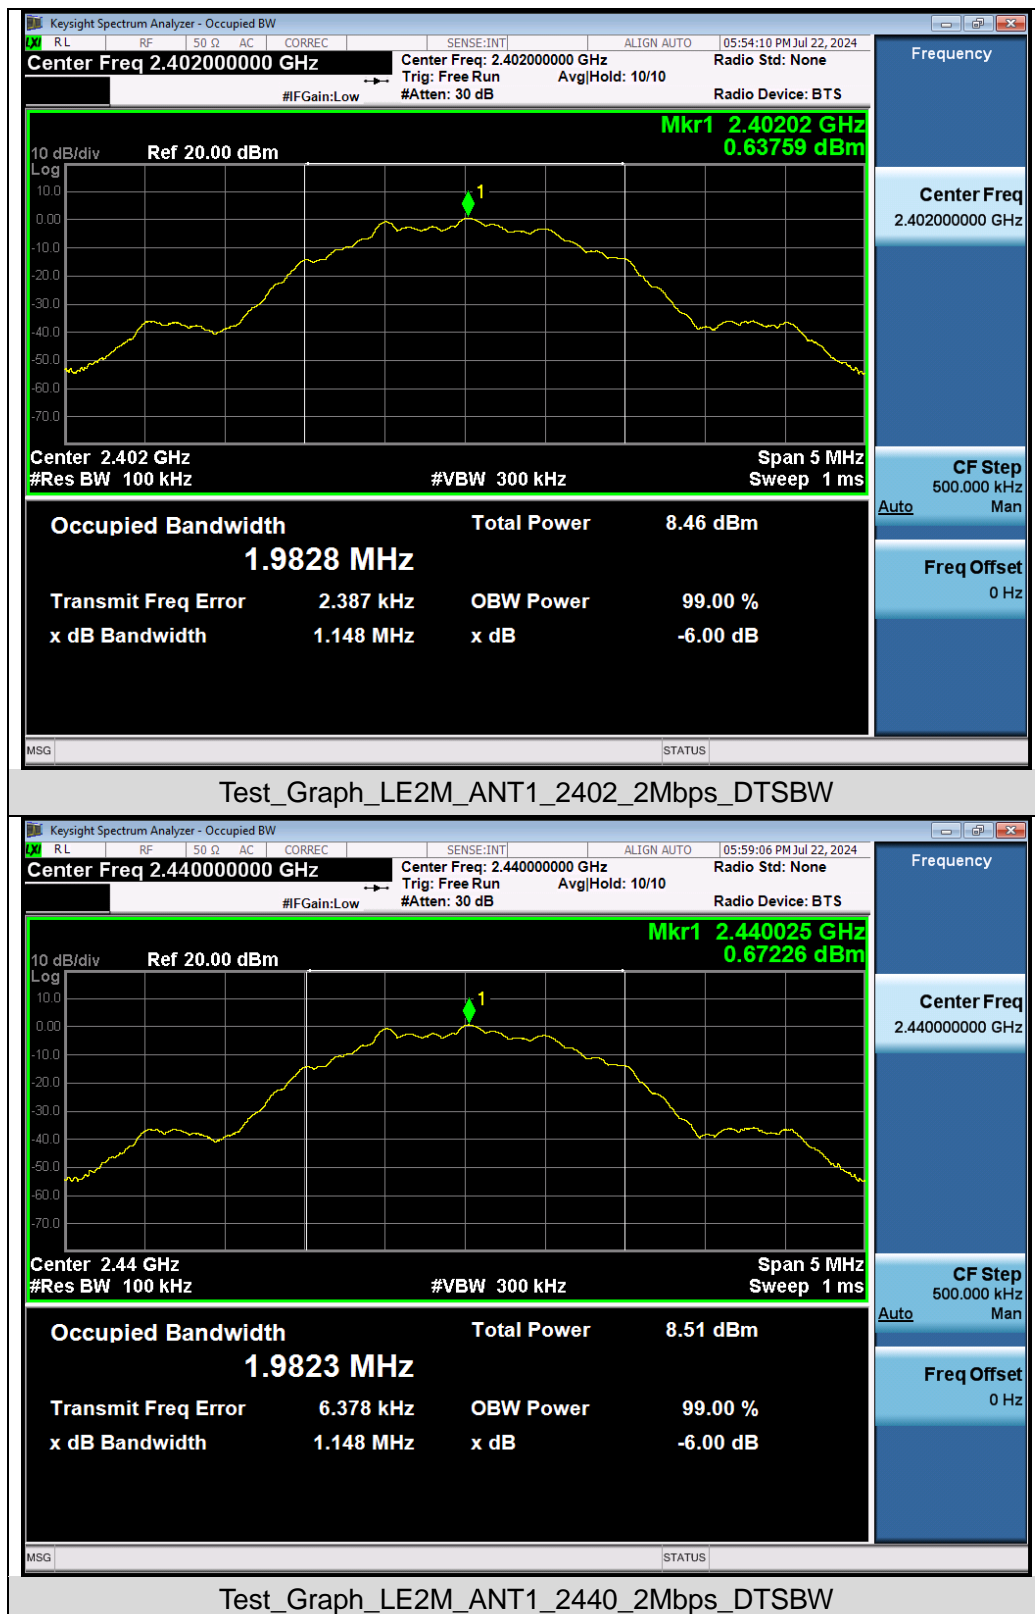 Keysight Spectrum Analyzer - Occupied BW
LXI RL RF 50 Ω AC CORREC SENSE:INT ALIGN AUTO 05:54:10 PM Jul 22, 2024
Center Freq 2.402000000 GHz
Center Freq: 2.402000000 GHz
Radio Std: None
Trig: Free Run
Avg|Hold: 10/10
#IFGain:Low
#Atten: 30 dB
Radio Device: BTS
Mkr1 2.40202 GHz
0.63759 dBm
10 dB/div Ref 20.00 dBm
Log
10.0
1
0.00
-10.0
-20.0
-30.0
-40.0
-50.0
-60.0
-70.0
Center 2.402 GHz
Span 5 MHz
#Res BW 100 kHz
#VBW 300 kHz
Sweep 1 ms
Occupied Bandwidth
Total Power 8.46 dBm
1.9828 MHz
Transmit Freq Error 2.387 kHz
OBW Power 99.00 %
x dB Bandwidth 1.148 MHz
x dB -6.00 dB
MSG
STATUS
Frequency
Center Freq
2.402000000 GHz
CF Step
500.000 kHz
Auto Man
Freq Offset
0 Hz
Test_Graph_LE2M_ANT1_2402_2Mbps_DTSBW
Keysight Spectrum Analyzer - Occupied BW
LXI RL RF 50 Ω AC CORREC SENSE:INT ALIGN AUTO 05:59:06 PM Jul 22, 2024
Center Freq 2.440000000 GHz
Center Freq: 2.440000000 GHz
Radio Std: None
Trig: Free Run
Avg|Hold: 10/10
#IFGain:Low
#Atten: 30 dB
Radio Device: BTS
Mkr1 2.440025 GHz
0.67226 dBm
10 dB/div Ref 20.00 dBm
Log
10.0
1
0.00
-10.0
-20.0
-30.0
-40.0
-50.0
-60.0
-70.0
Center 2.44 GHz
Span 5 MHz
#Res BW 100 kHz
#VBW 300 kHz
Sweep 1 ms
Occupied Bandwidth
Total Power 8.51 dBm
1.9823 MHz
Transmit Freq Error 6.378 kHz
OBW Power 99.00 %
x dB Bandwidth 1.148 MHz
x dB -6.00 dB
MSG
STATUS
Frequency
Center Freq
2.440000000 GHz
CF Step
500.000 kHz
Auto Man
Freq Offset
0 Hz
Test_Graph_LE2M_ANT1_2440_2Mbps_DTSBW